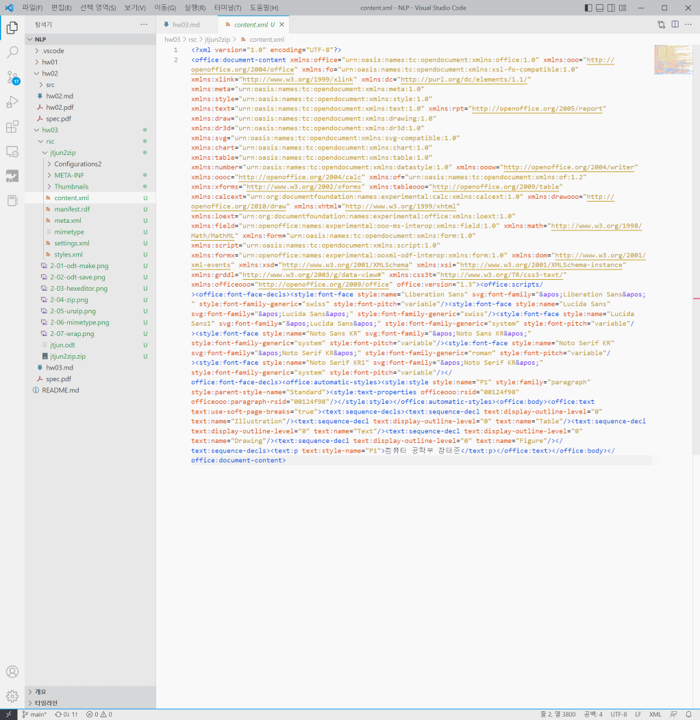 파일(F) 편집(E) 선택 영역(S) 보기(V) 이동(G) 실행(R) 터미널(T) 도움말(H)
content.xml - NLP - Visual Studio Code
탐색기
hw03.md
content.xml U
NLP
hw03 > rsc > jtjun2zip > content.xml
.vscode
hw01
hw02
src
hw02.md
hw02.pdf
spec.pdf
hw03
rsc
jtjun2zip
Configurations2
META-INF
Thumbnails
content.xml U
manifest.rdf U
meta.xml U
mimetype U
settings.xml U
styles.xml U
2-01-odt-make.png U
2-02-odt-save.png U
2-03-hexeditor.png U
2-04-zip.png U
2-05-unzip.png U
2-06-mimetype.png U
2-07-wrap.png U
jtjun.odt U
jtjun2zip.zip U
hw03.md
spec.pdf
README.md
1 <?xml version="1.0" encoding="UTF-8"?>
2 <office:document-content xmlns:office="urn:oasis:names:tc:opendocument:xmlns:office:1.0" xmlns:ooo="http://
openoffice.org/2004/office" xmlns:fo="urn:oasis:names:tc:opendocument:xmlns:xsl-fo-compatible:1.0"
xmlns:xlink="http://www.w3.org/1999/xlink" xmlns:dc="http://purl.org/dc/elements/1.1/"
xmlns:meta="urn:oasis:names:tc:opendocument:xmlns:meta:1.0"
xmlns:style="urn:oasis:names:tc:opendocument:xmlns:style:1.0"
xmlns:text="urn:oasis:names:tc:opendocument:xmlns:text:1.0" xmlns:rpt="http://openoffice.org/2005/report"
xmlns:draw="urn:oasis:names:tc:opendocument:xmlns:drawing:1.0"
xmlns:dr3d="urn:oasis:names:tc:opendocument:xmlns:dr3d:1.0"
xmlns:svg="urn:oasis:names:tc:opendocument:xmlns:svg-compatible:1.0"
xmlns:chart="urn:oasis:names:tc:opendocument:xmlns:chart:1.0"
xmlns:table="urn:oasis:names:tc:opendocument:xmlns:table:1.0"
xmlns:number="urn:oasis:names:tc:opendocument:xmlns:datastyle:1.0" xmlns:ooow="http://openoffice.org/2004/writer"
xmlns:oooc="http://openoffice.org/2004/calc" xmlns:of="urn:oasis:names:tc:opendocument:xmlns:of:1.2"
xmlns:xforms="http://www.w3.org/2002/xforms" xmlns:tableooo="http://openoffice.org/2009/table"
xmlns:calcext="urn:org:documentfoundation:names:experimental:calc:xmlns:calcext:1.0" xmlns:drawooo="http://
openoffice.org/2010/draw" xmlns:xhtml="http://www.w3.org/1999/xhtml"
xmlns:loext="urn:org:documentfoundation:names:experimental:office:xmlns:loext:1.0"
xmlns:field="urn:openoffice:names:experimental:ooo-ms-interop:xmlns:field:1.0" xmlns:math="http://www.w3.org/1998/
Math/MathML" xmlns:form="urn:oasis:names:tc:opendocument:xmlns:form:1.0"
xmlns:script="urn:oasis:names:tc:opendocument:xmlns:script:1.0"
xmlns:formx="urn:openoffice:names:experimental:ooxml-odf-interop:xmlns:form:1.0" xmlns:dom="http://www.w3.org/2001/
xml-events" xmlns:xsd="http://www.w3.org/2001/XMLSchema" xmlns:xsi="http://www.w3.org/2001/XMLSchema-instance"
xmlns:grddl="http://www.w3.org/2003/g/data-view#" xmlns:css3t="http://www.w3.org/TR/css3-text/"
xmlns:officeooo="http://openoffice.org/2009/office" office:version="1.3"><office:scripts/
><office:font-face-decls><style:font-face style:name="Liberation Sans" svg:font-family="&apos;Liberation Sans&apos;
" style:font-family-generic="swiss" style:font-pitch="variable"/><style:font-face style:name="Lucida Sans"
svg:font-family="&apos;Lucida Sans&apos;" style:font-family-generic="swiss"/><style:font-face style:name="Lucida
Sans1" svg:font-family="&apos;Lucida Sans&apos;" style:font-family-generic="system" style:font-pitch="variable"/
><style:font-face style:name="Noto Sans KR" svg:font-family="&apos;Noto Sans KR&apos;"
style:font-family-generic="system" style:font-pitch="variable"/><style:font-face style:name="Noto Serif KR"
svg:font-family="&apos;Noto Serif KR&apos;" style:font-family-generic="roman" style:font-pitch="variable"/
><style:font-face style:name="Noto Serif KR1" svg:font-family="&apos;Noto Serif KR&apos;"
style:font-family-generic="system" style:font-pitch="variable"/></
office:font-face-decls><office:automatic-styles><style:style style:name="P1" style:family="paragraph"
style:parent-style-name="Standard"><style:text-properties officeooo:rsid="00124f98"
officeooo:paragraph-rsid="00124f98"/></style:style></office:automatic-styles><office:body><office:text
text:use-soft-page-breaks="true"><text:sequence-decls><text:sequence-decl text:display-outline-level="0"
text:name="Illustration"/><text:sequence-decl text:display-outline-level="0" text:name="Table"/><text:sequence-decl
text:display-outline-level="0" text:name="Text"/><text:sequence-decl text:display-outline-level="0"
text:name="Drawing"/><text:sequence-decl text:display-outline-level="0" text:name="Figure"/></
text:sequence-decls><text:p text:style-name="P1">컴퓨터 공학부 장태준</text:p></office:text></office:body></
office:document-content>
개요
타임라인
main* 0↓ 1↑ 0 0
줄 2, 열 3800 공백: 4 UTF-8 LF XML